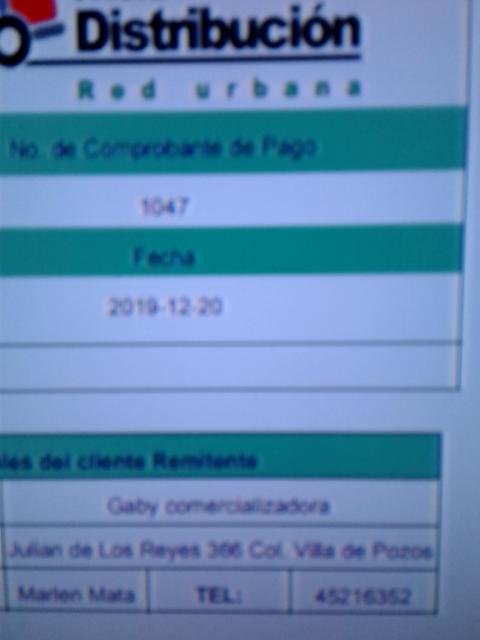 Distribución
Red urbana
No. de Comprobante de Pago
1047
Fecha
2019-12-20
del cliente Remitente
Gaby comercializadora
Julian de Los Reyes 366 Col. Villa de Pozos
Marlen Mata TEL: 45216352